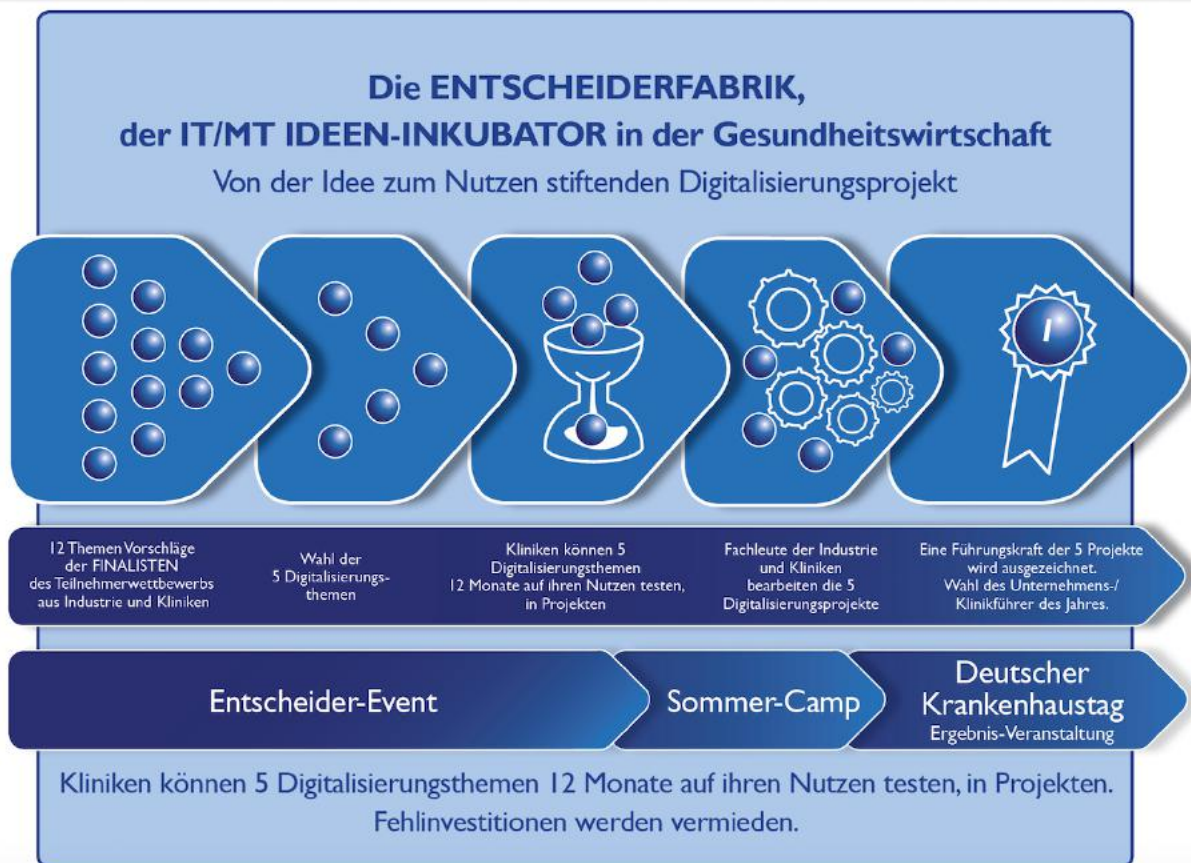 Die ENTSCHEIDERFABRIK,
der IT/MT IDEEN-INKUBATOR in der Gesundheitswirtschaft
Von der Idee zum Nutzen stiftenden Digitalisierungsprojekt
I
12 Themen Vorschläge
der FINALISTEN
des Teilnehmerwettbewerbs
aus Industrie und Kliniken
Wahl der
5 Digitalisierungs-
themen
Kliniken können 5
Digitalisierungsthemen
12 Monate auf ihren Nutzen testen,
in Projekten
Fachleute der Industrie
und Kliniken
bearbeiten die 5
Digitalisierungsprojekte
Eine Führungskraft der 5 Projekte
wird ausgezeichnet.
Wahl des Unternehmens-/
Klinikführer des Jahres.
Entscheider-Event
Sommer-Camp
Deutscher
Krankenhaustag
Ergebnis-Veranstaltung
Kliniken können 5 Digitalisierungsthemen 12 Monate auf ihren Nutzen testen, in Projekten.
Fehlinvestitionen werden vermieden.